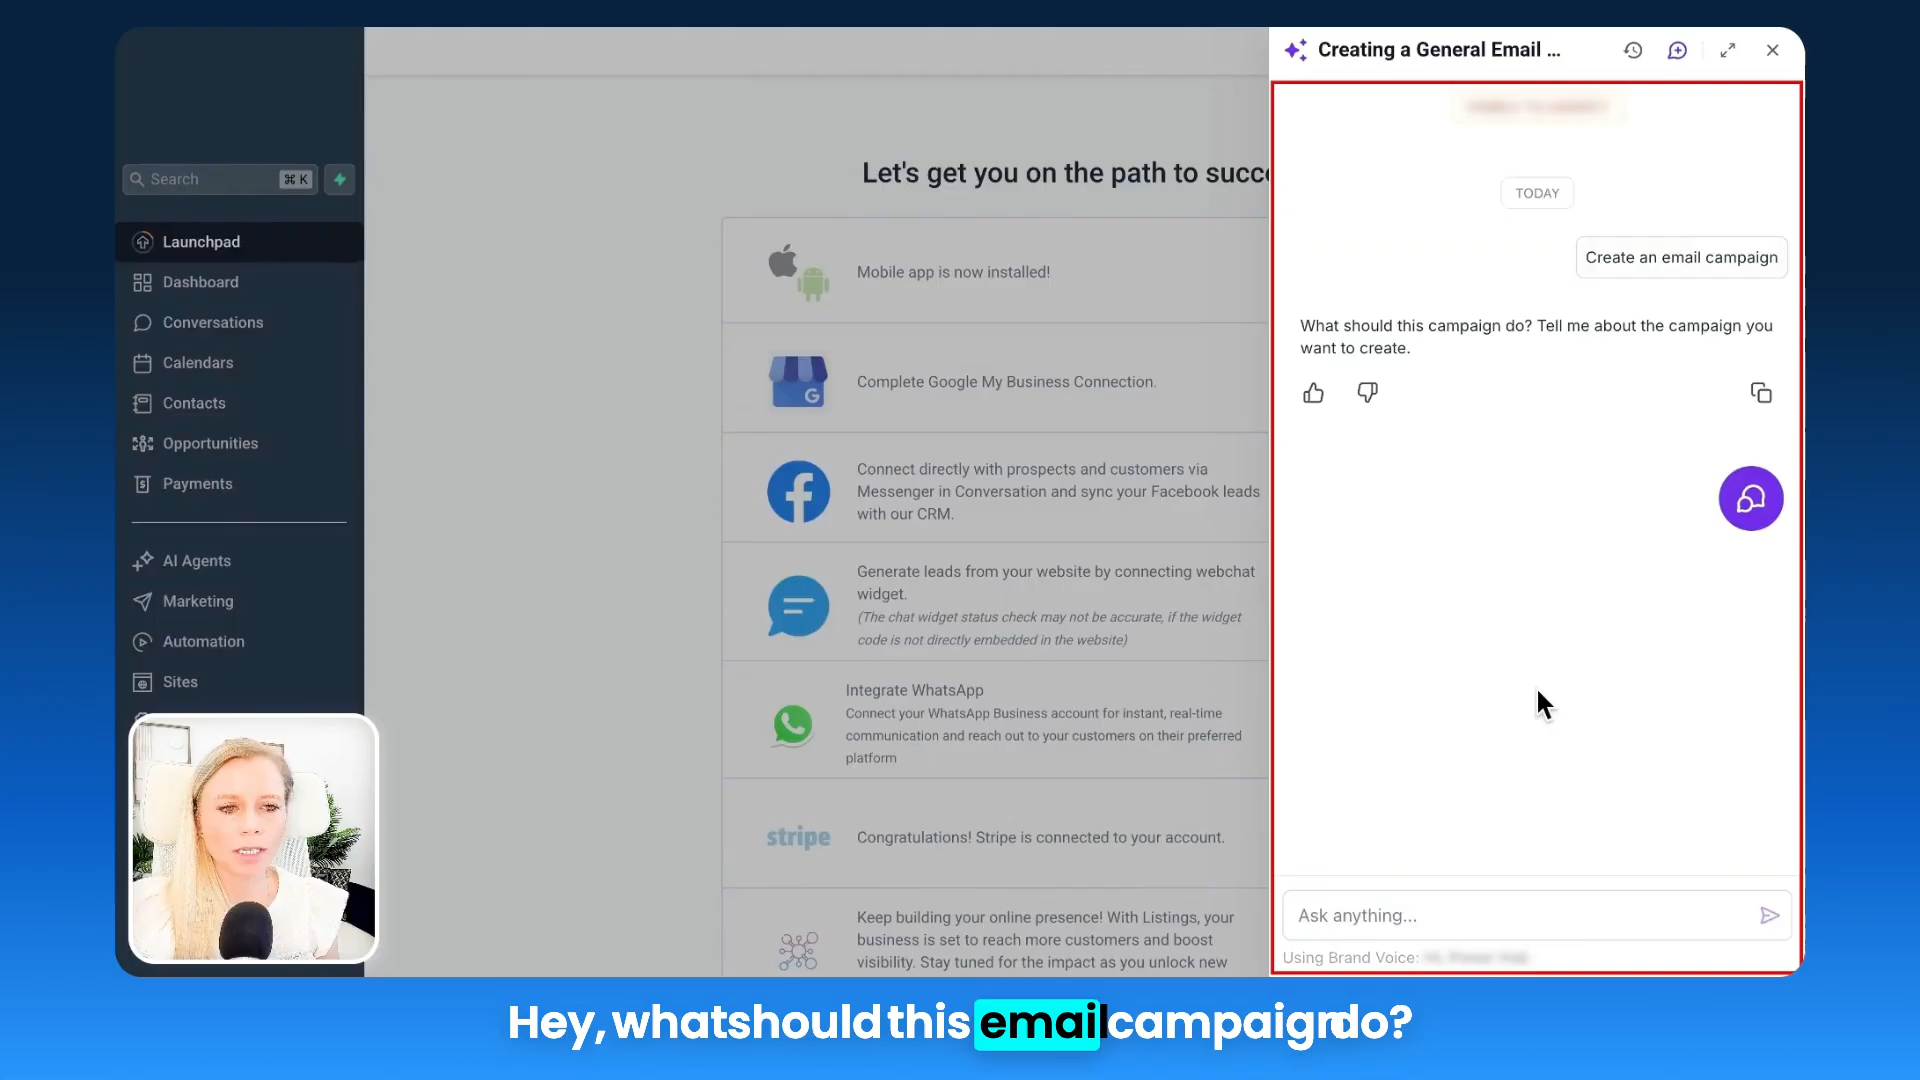 Search
⌘ K
Launchpad
Dashboard
Conversations
Calendars
Contacts
Opportunities
Payments
AI Agents
Marketing
Automation
Sites
Let's get you on the path to succe
Mobile app is now installed!
Complete Google My Business Connection.
Connect directly with prospects and customers via
Messenger in Conversation and sync your Facebook leads
with our CRM.
Generate leads from your website by connecting webchat
widget.
(The chat widget status check may not be accurate, if the widget
code is not directly embedded in the website)
Integrate WhatsApp
Connect your WhatsApp Business account for instant, real-time
communication and reach out to your customers on their preferred
platform
stripe
Congratulations! Stripe is connected to your account.
Keep building your online presence! With Listings, your
business is set to reach more customers and boost
visibility. Stay tuned for the impact as you unlock new
Creating a General Email ...
TODAY
Create an email campaign
What should this campaign do? Tell me about the campaign you
want to create.
Ask anything...
Using Brand Voice:
Hey, what should this email campaign do?